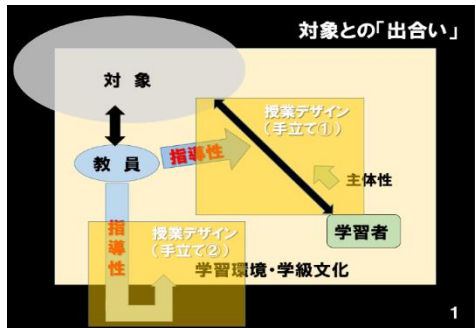 対象との「出合い」
対 象
授業デザイン
(手立て①)
指導性
教 員
主体性
学習者
指導性
授業デザイン
(手立て②)
学習環境・学級文化
1